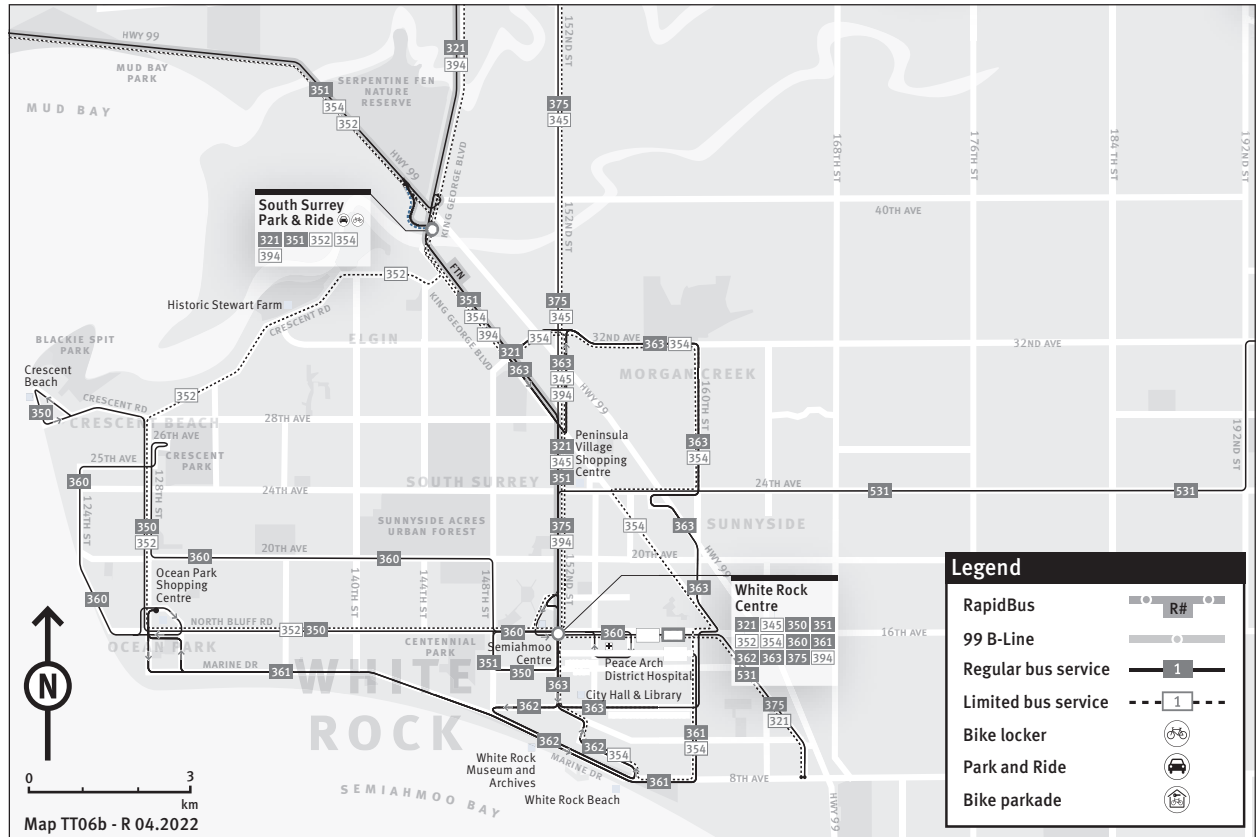 HWY 99
MUD BAY
PARK
MUD BAY
SERPENTINE FEN
NATURE
RESERVE
321
394
152ND ST
375
345
351
354
352
HWY 99
KING GEORGE BLVD
168TH ST
176TH ST
184TH ST
192ND ST
40TH AVE
152ND ST
South Surrey
Park & Ride
321 351 352 354
394
FTN
352
Historic Stewart Farm
CRESCENT RD
ELGIN
KING GEORGE BLVD
351
354
394
375
345
354
321
363
363
345
394
32ND AVE
363 354
32ND AVE
MORGAN CREEK
HWY 99
160TH ST
BLACKIE SPIT
PARK
Crescent
Beach
350
CRESCENT RD
352
CRESCENT BEACH
28TH AVE
26TH AVE
25TH AVE
CRESCENT
PARK
360
124TH ST
128TH ST
24TH AVE
SOUTH SURREY
321
345
351
Peninsula
Village
Shopping
Centre
363
354
24TH AVE
531
531
192ND ST
350
352
SUNNYSIDE ACRES
URBAN FOREST
375
394
354
363
SUNNYSIDE
20TH AVE
360
360
20TH AVE
HWY 99
Ocean Park
Shopping
Centre
360
140TH ST
144TH ST
148TH ST
152ND ST
363
NORTH BLUFF RD
352 350
OCEAN PARK
CENTENNIAL
PARK
360
Semiahmoo
Centre
360
351
350
16TH AVE
White Rock
Centre
321 345 350 351
352 354 360 361
362 363 375 394
531
MARINE DR
361
WHITE
ROCK
Peace Arch
District Hospital
363
City Hall & Library
362
363
375
321
362
362
354
361
354
MARINE DR
361
8TH AVE
White Rock
Museum and
Archives
White Rock Beach
SEMIAHMOO BAY
HWY 99
N
0 3
km
Map TT06b - R 04.2022
Legend
RapidBus R#
99 B-Line
Regular bus service 1
Limited bus service 1
Bike locker
Park and Ride
Bike parkade